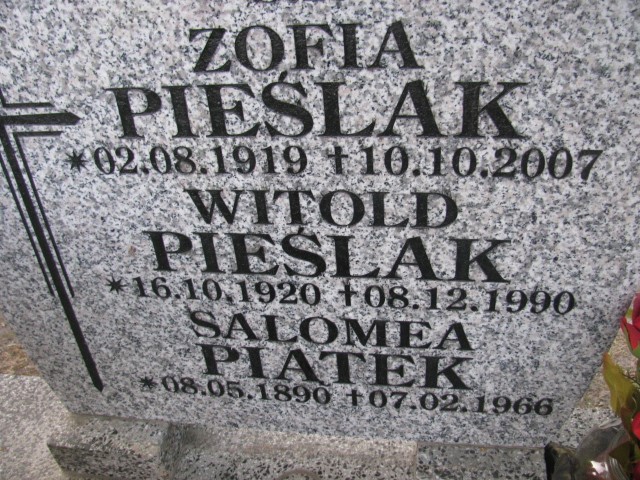 ZOFIA
PIEŚLAK
*02.08.1919 †10.10.2007
WITOLD
PIEŚLAK
*16.10.1920 †08.12.1990
SALOMEA
PIĄTEK
*08.05.1890 †07.02.1966